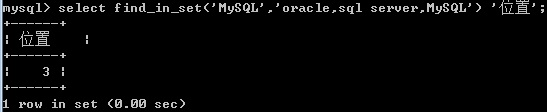 mysql> select find_in_set('MySQL','oracle,sql server,MySQL') '位置';
+------+
| 位置     |
+------+
|    3 |
+------+
1 row in set (0.00 sec)